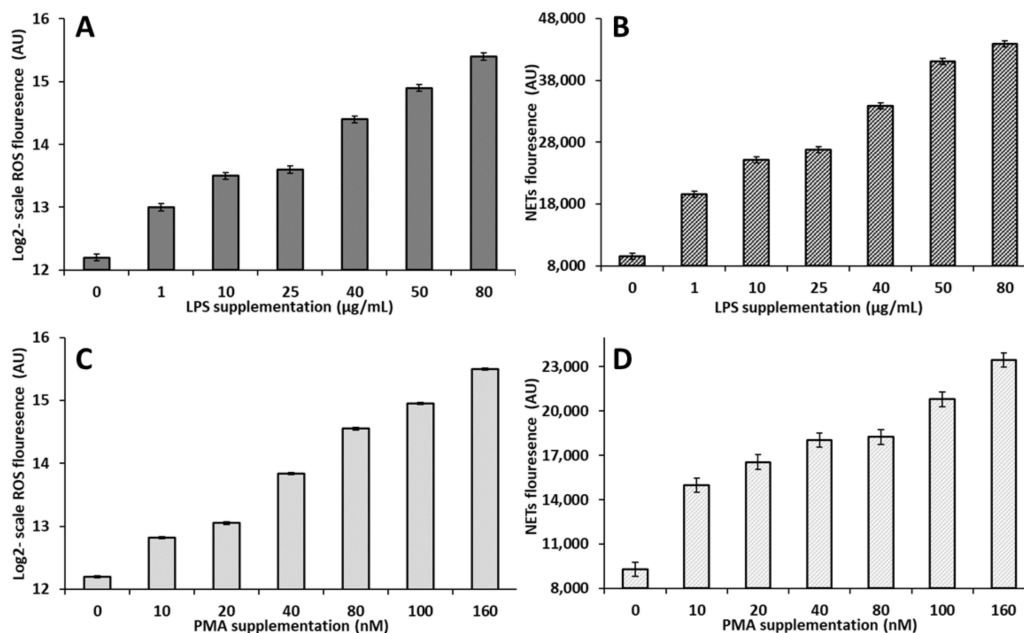 A
Log2- scale ROS flouresence (AU)
16
15
14
13
12
0 1 10 25 40 50 80
LPS supplementation (µg/mL)
B
NETs flouresence (AU)
48,000
38,000
28,000
18,000
8,000
0 1 10 25 40 50 80
LPS supplementation (µg/mL)
C
Log2- scale ROS flouresence (AU)
16
15
14
13
12
0 10 20 40 80 100 160
PMA supplementation (nM)
D
NETs flouresence (AU)
23,000
20,000
17,000
14,000
11,000
8,000
0 10 20 40 80 100 160
PMA supplementation (nM)